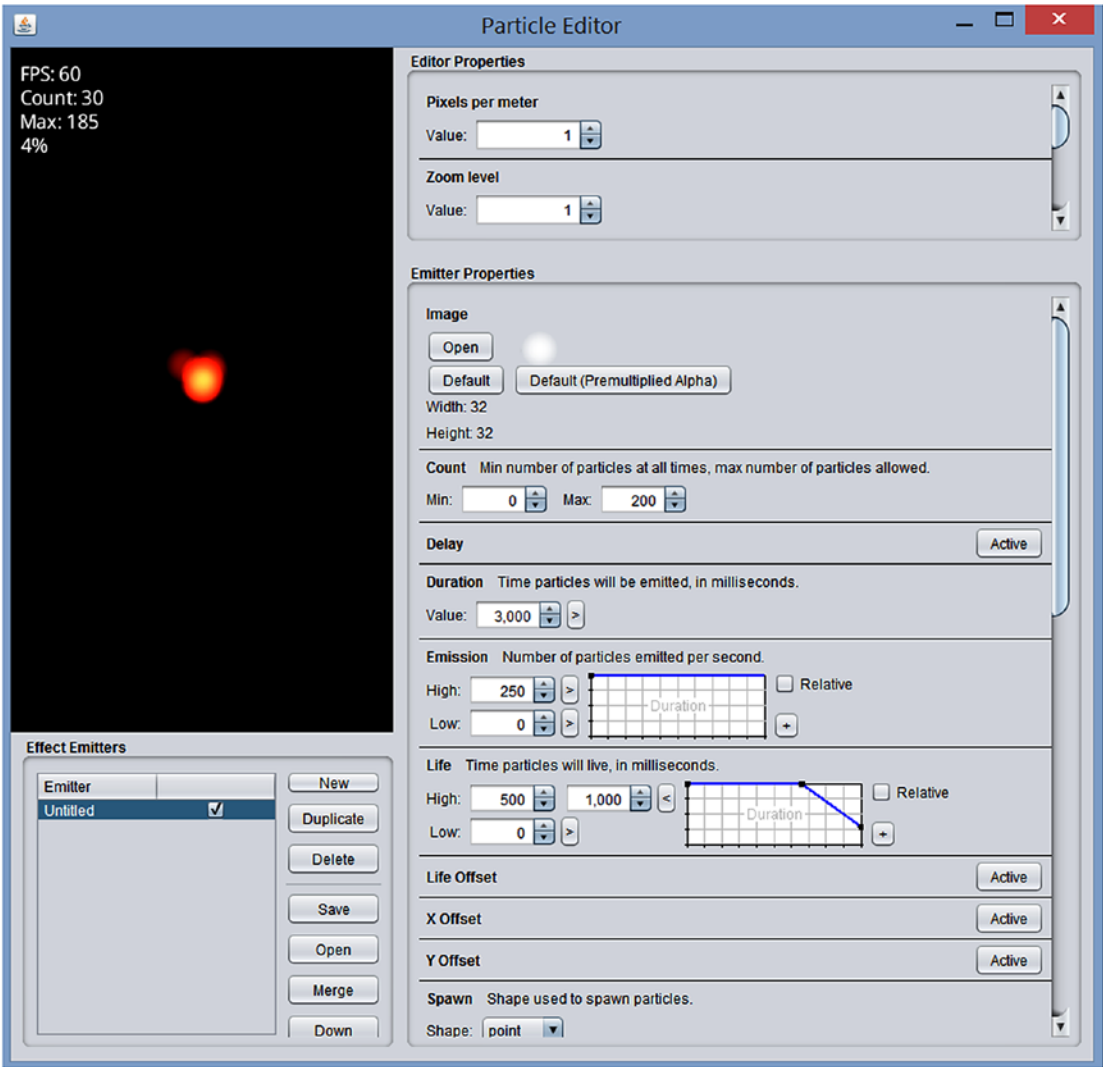 Particle Editor
FPS: 60
Count: 30
Max: 185
4%
Editor Properties
Pixels per meter
Value: 1
Zoom level
Value: 1
Emitter Properties
Image
Open
Default Default (Premultiplied Alpha)
Width: 32
Height: 32
Count Min number of particles at all times, max number of particles allowed.
Min: 0 Max: 200
Delay Active
Duration Time particles will be emitted, in milliseconds.
Value: 3,000 >
Emission Number of particles emitted per second.
High: 250 > Relative
Duration
Low: 0 > +
Life Time particles will live, in milliseconds.
High: 500 1,000 < Relative
Duration
Low: 0 > +
Life Offset Active
X Offset Active
Y Offset Active
Spawn Shape used to spawn particles.
Shape: point
Effect Emitters
Emitter
Untitled
New
Duplicate
Delete
Save
Open
Merge
Down